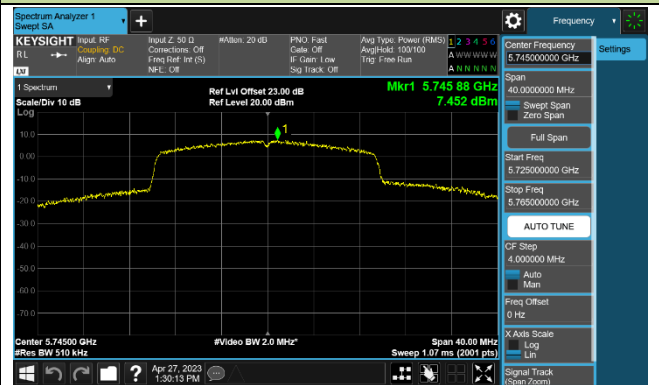 Spectrum Analyzer 1
Swept SA
+
Frequency
KEYSIGHT
RL
LXI
Input: RF
Coupling: DC
Align: Auto
Input Z: 50 Ω
Corrections: Off
Freq Ref: Int (S)
NFE: Off
#Atten: 20 dB
PNO: Fast
Gate: Off
IF Gain: Low
Sig Track: Off
Avg Type: Power (RMS)
Avg|Hold: 100/100
Trig: Free Run
1 2 3 4 5 6
A W W W W W
A N N N N N
1 Spectrum
Scale/Div 10 dB
Log
Ref Lvl Offset 23.00 dB
Ref Level 20.00 dBm
Mkr1 5.745 88 GHz
7.452 dBm
1
10.0
0.00
-10.0
-20.0
-30.0
-40.0
-50.0
-60.0
-70.0
Center 5.74500 GHz
#Res BW 510 kHz
#Video BW 2.0 MHz*
Span 40.00 MHz
Sweep 1.07 ms (2001 pts)
Apr 27, 2023
1:30:13 PM
Center Frequency
5.745000000 GHz
Settings
Span
40.0000000 MHz
Swept Span
Zero Span
Full Span
Start Freq
5.725000000 GHz
Stop Freq
5.765000000 GHz
AUTO TUNE
CF Step
4.000000 MHz
Auto
Man
Freq Offset
0 Hz
X Axis Scale
Log
Lin
Signal Track
(Span Zoom)